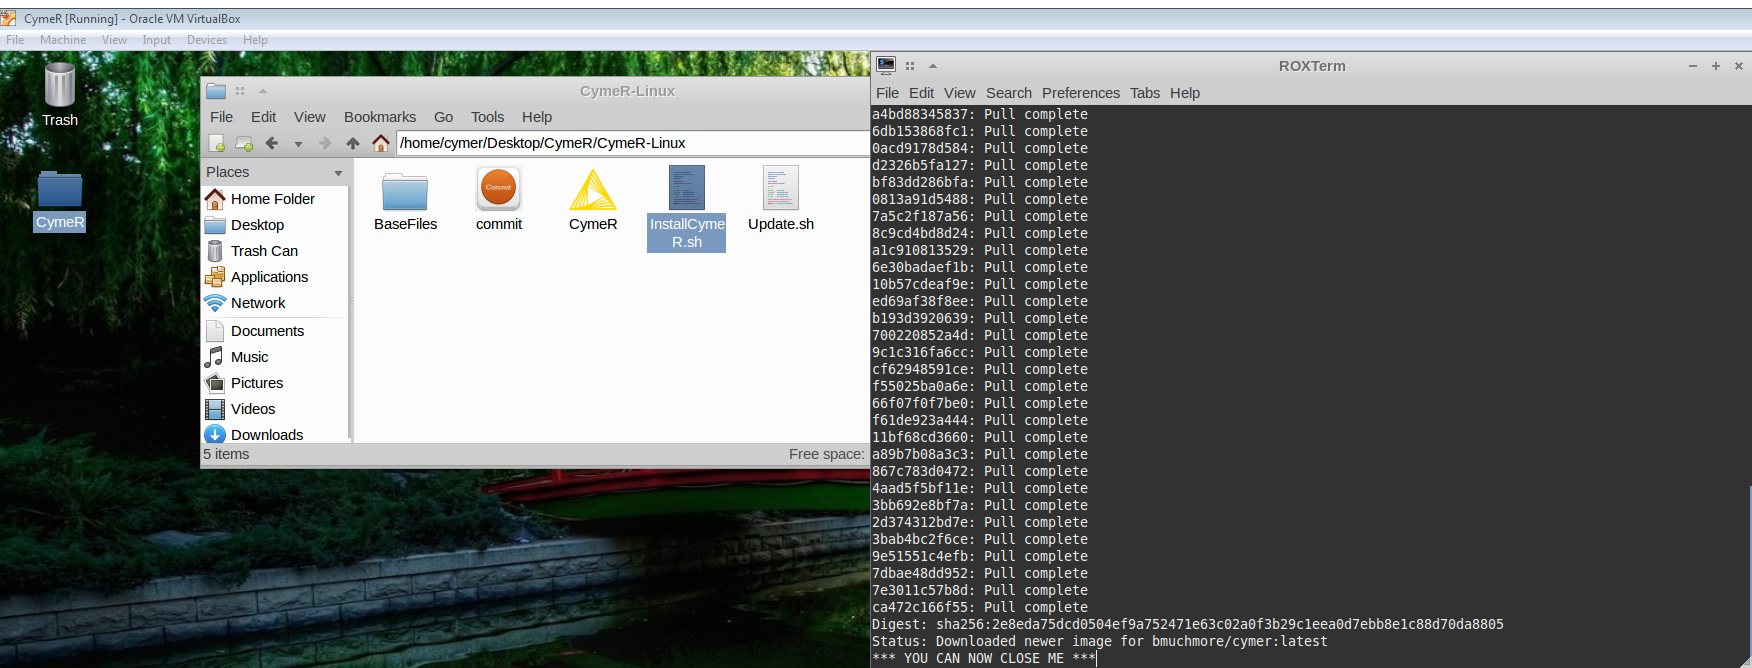 CymeR [Running] - Oracle VM VirtualBox
File Machine View Input Devices Help
Trash
CymeR
CymeR-Linux
File Edit View Bookmarks Go Tools Help
/home/cymer/Desktop/CymeR/CymeR-Linux
Places
Home Folder
Desktop
Trash Can
Applications
Network
Documents
Music
Pictures
Videos
Downloads
BaseFiles
Commit
commit
CymeR
InstallCyme
R.sh
Update.sh
5 items
Free space:
ROXTerm
File Edit View Search Preferences Tabs Help
a4bd88345837: Pull complete
6db153868fc1: Pull complete
0acd9178d584: Pull complete
d2326b5fa127: Pull complete
bf83dd286bfa: Pull complete
0813a91d5488: Pull complete
7a5c2f187a56: Pull complete
8c9cd4bd8d24: Pull complete
a1c910813529: Pull complete
6e30badaef1b: Pull complete
10b57cdeaf9e: Pull complete
ed69af38f8ee: Pull complete
b193d3920639: Pull complete
700220852a4d: Pull complete
9c1c316fa6cc: Pull complete
cf62948591ce: Pull complete
f55025ba0a6e: Pull complete
66f07f0f7be0: Pull complete
f61de923a444: Pull complete
11bf68cd3660: Pull complete
a89b7b08a3c3: Pull complete
867c783d0472: Pull complete
4aad5f5bf11e: Pull complete
3bb692e8bf7a: Pull complete
2d374312bd7e: Pull complete
3bab4bc2f6ce: Pull complete
9e51551c4efb: Pull complete
7dbae48dd952: Pull complete
7e3011c57b8d: Pull complete
ca472c166f55: Pull complete
Digest: sha256:2e8eda75dcd0504ef9a752471e63c02a0f3b29c1eea0d7ebb8e1c88d70da8805
Status: Downloaded newer image for bmuchmore/cymer:latest
*** YOU CAN NOW CLOSE ME ***